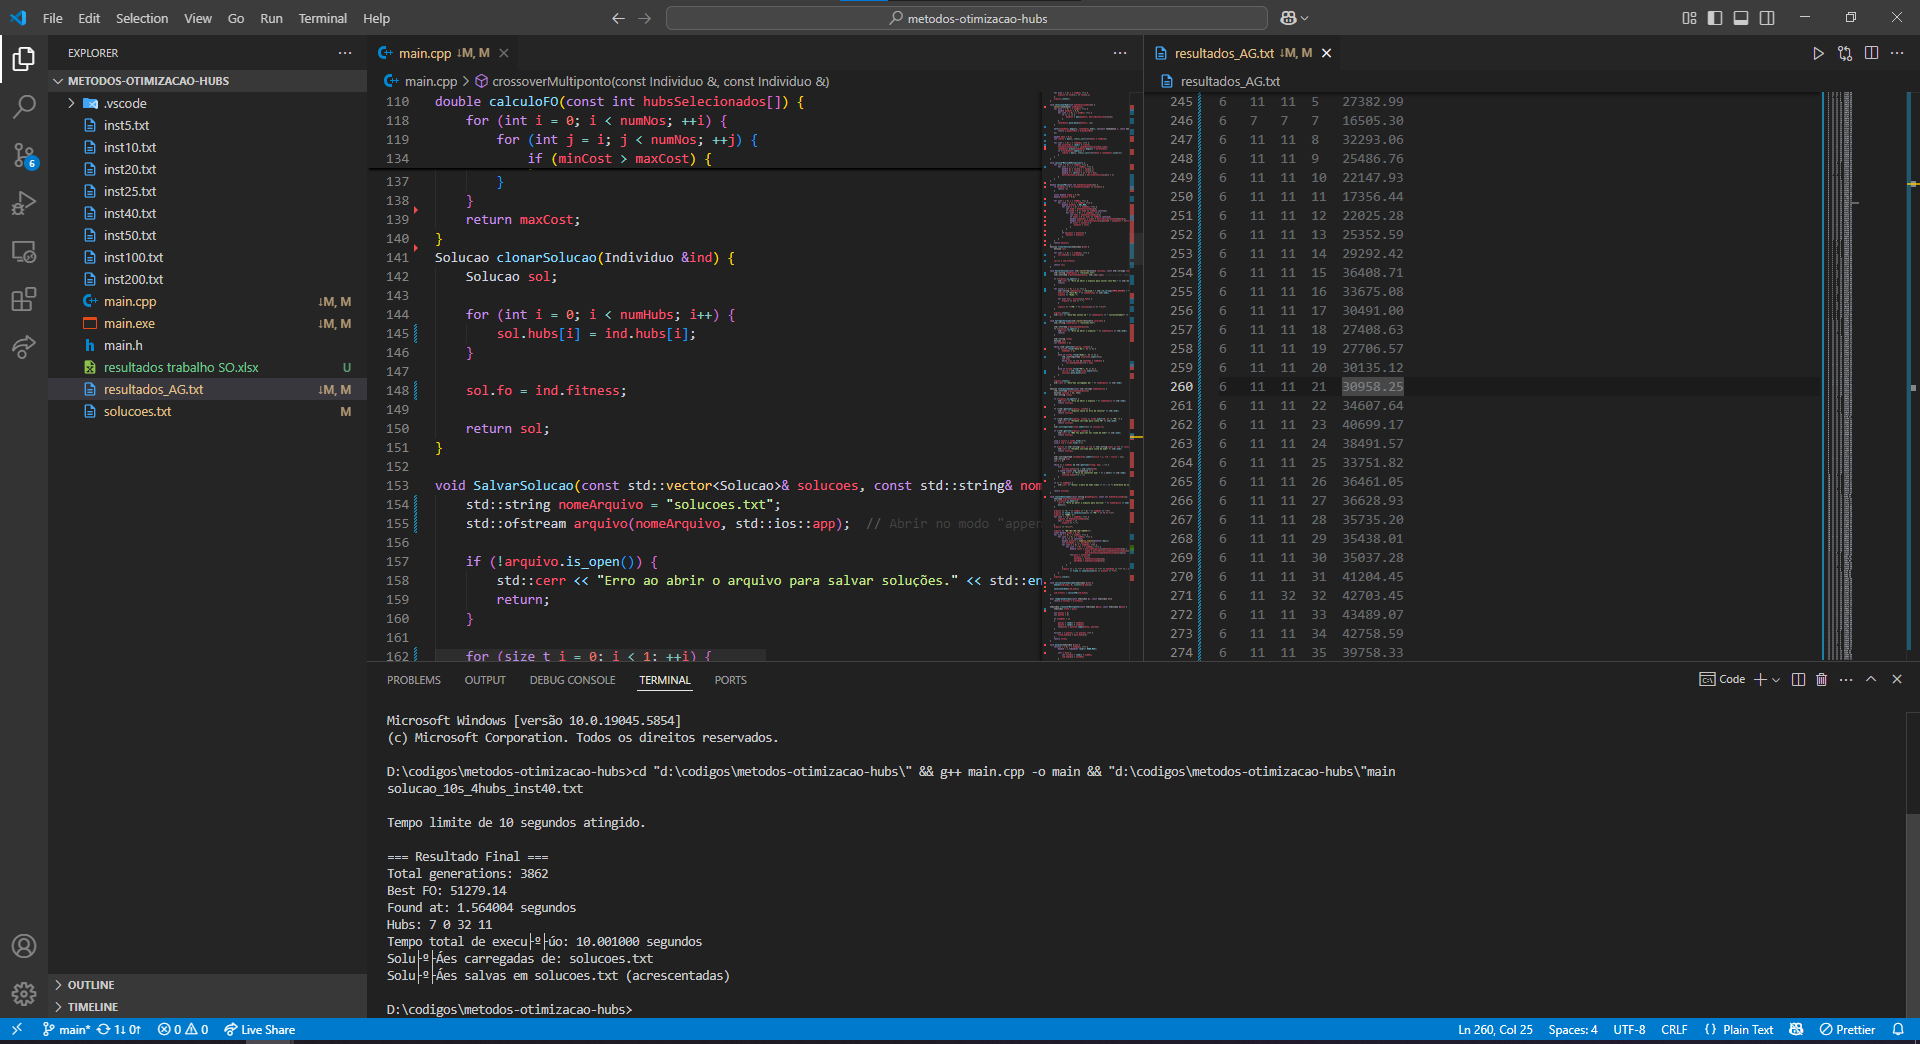 File Edit Selection View Go Run Terminal Help
metodos-otimizacao-hubs
EXPLORER
METODOS-OTIMIZACAO-HUBS
.vscode
inst5.txt
inst10.txt
inst20.txt
inst25.txt
inst40.txt
inst50.txt
inst100.txt
inst200.txt
main.cpp ↓M, M
main.exe ↓M, M
main.h
resultados trabalho SO.xlsx U
resultados_AG.txt ↓M, M
solucoes.txt M
OUTLINE
TIMELINE
main.cpp ↓M, M
main.cpp > crossoverMultiponto(const Individuo &, const Individuo &)
110 double calculoFO(const int hubsSelecionados[]) {
118 for (int i = 0; i < numNos; ++i) {
119 for (int j = i; j < numNos; ++j) {
134 if (minCost > maxCost) {
137 }
138 }
139 return maxCost;
140 }
141 Solucao clonarSolucao(Individuo &ind) {
142 Solucao sol;
143
144 for (int i = 0; i < numHubs; i++) {
145 sol.hubs[i] = ind.hubs[i];
146 }
147
148 sol.fo = ind.fitness;
149
150 return sol;
151 }
152
153 void SalvarSolucao(const std::vector<Solucao>& solucoes, const std::string& nom
154 std::string nomeArquivo = "solucoes.txt";
155 std::ofstream arquivo(nomeArquivo, std::ios::app); // Abrir no modo "appen
156
157 if (!arquivo.is_open()) {
158 std::cerr << "Erro ao abrir o arquivo para salvar soluções." << std::en
159 return;
160 }
161
162 for (size_t i = 0; i < 1; ++i) {
resultados_AG.txt ↓M, M
resultados_AG.txt
245 6 11 11 5 27382.99
246 6 7 7 7 16505.30
247 6 11 11 8 32293.06
248 6 11 11 9 25486.76
249 6 11 11 10 22147.93
250 6 11 11 11 17356.44
251 6 11 11 12 22025.28
252 6 11 11 13 25352.59
253 6 11 11 14 29292.42
254 6 11 11 15 36408.71
255 6 11 11 16 33675.08
256 6 11 11 17 30491.00
257 6 11 11 18 27408.63
258 6 11 11 19 27706.57
259 6 11 11 20 30135.12
260 6 11 11 21 30958.25
261 6 11 11 22 34607.64
262 6 11 11 23 40699.17
263 6 11 11 24 38491.57
264 6 11 11 25 33751.82
265 6 11 11 26 36461.05
266 6 11 11 27 36628.93
267 6 11 11 28 35735.20
268 6 11 11 29 35438.01
269 6 11 11 30 35037.28
270 6 11 11 31 41204.45
271 6 11 32 32 42703.45
272 6 11 11 33 43489.07
273 6 11 11 34 42758.59
274 6 11 11 35 39758.33
PROBLEMS OUTPUT DEBUG CONSOLE TERMINAL PORTS
Code
Microsoft Windows [versão 10.0.19045.5854]
(c) Microsoft Corporation. Todos os direitos reservados.
D:\codigos\metodos-otimizacao-hubs>cd "d:\codigos\metodos-otimizacao-hubs\" && g++ main.cpp -o main && "d:\codigos\metodos-otimizacao-hubs\"main
solucao_10s_4hubs_inst40.txt
Tempo limite de 10 segundos atingido.
=== Resultado Final ===
Total generations: 3862
Best FO: 51279.14
Found at: 1.564004 segundos
Hubs: 7 0 32 11
Tempo total de execu├º├úo: 10.001000 segundos
Solu├º├Áes carregadas de: solucoes.txt
Solu├º├Áes salvas em solucoes.txt (acrescentadas)
D:\codigos\metodos-otimizacao-hubs>
6
main* 1↓ 0↑ 0 0 Live Share
Ln 260, Col 25 Spaces: 4 UTF-8 CRLF {} Plain Text Prettier